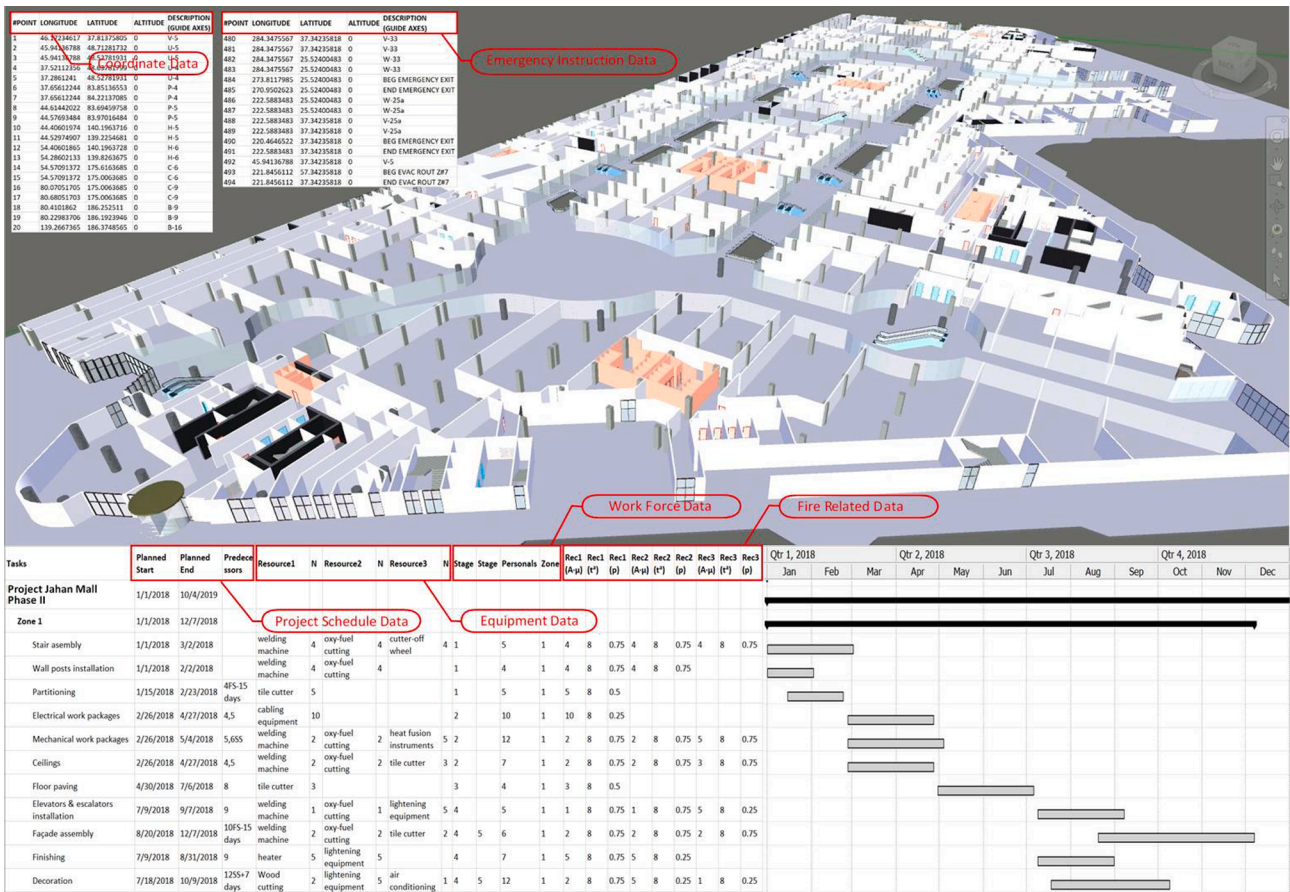 #POINT LONGITUDE LATITUDE ALTITUDE DESCRIPTION (GUIDE AXES)
1 46.17234617 37.81375805 0 V-5
2 45.94136788 48.71281732 0 U-5
3 45.94136788 48.52781931 0 U-5
4 37.52112356 0
5 37.2861241 48.52781931 0 U-4
6 37.65612244 83.85136553 0 P-4
7 37.65612244 84.22137085 0 P-4
8 44.61442022 83.69459758 0 P-5
9 44.57693484 83.97016484 0 P-5
10 44.40601974 140.1963716 0 H-5
11 44.52974907 139.2254681 0 H-5
12 54.40601865 140.1963728 0 H-6
13 54.28602133 139.8263675 0 H-6
14 54.57091372 175.6163685 0 C-6
15 54.57091372 175.0063685 0 C-6
16 80.07051705 175.0063685 0 C-9
17 80.68051703 175.0063685 0 C-9
18 80.4101862 186.252511 0 B-9
19 80.22983706 186.1923946 0 B-9
20 139.2667365 186.3748565 0 B-16
Coordinate Data
#POINT LONGITUDE LATITUDE ALTITUDE DESCRIPTION (GUIDE AXES)
480 284.3475567 37.34235818 0 V-33
481 284.3475567 37.34235818 0 V-33
482 284.3475567 25.52400483 0 W-33
483 284.3475567 25.52400483 0 W-33
484 273.8117985 25.52400483 0 BEG EMERGENCY EXIT
485 270.9502623 25.52400483 0 END EMERGENCY EXIT
486 222.5883483 25.52400483 0 W-25a
487 222.5883483 25.52400483 0 W-25a
488 222.5883483 37.34235818 0 V-25a
489 222.5883483 37.34235818 0 V-25a
490 220.4646522 37.34235818 0 BEG EMERGENCY EXIT
491 222.5883483 37.34235818 0 END EMERGENCY EXIT
492 45.94136788 37.34235818 0 V-5
493 221.8456112 57.34235818 0 BEG EVAC ROUT Z#7
494 221.8456112 37.34235818 0 END EVAC ROUT Z#7
Emergency Instruction Data
BACK
Work Force Data
Fire Related Data
Tasks Planned Start Planned End Predecessors Resource1 N Resource2 N Resource3 N Stage Stage Personals Zone Rec1 (A·μ) Rec1 (t²) Rec1 (p) Rec2 (A·μ) Rec2 (t²) Rec2 (p) Rec3 (A·μ) Rec3 (t²) Rec3 (p)
Qtr 1, 2018 Qtr 2, 2018 Qtr 3, 2018 Qtr 4, 2018
Jan Feb Mar Apr May Jun Jul Aug Sep Oct Nov Dec
Project Jahan Mall Phase II 1/1/2018 10/4/2019
Zone 1 1/1/2018 12/7/2018
Project Schedule Data
Equipment Data
Stair asembly 1/1/2018 3/2/2018 welding machine 4 oxy-fuel cutting 4 cutter-off wheel 4 1 5 1 4 8 0.75 4 8 0.75 4 8 0.75
Wall posts installation 1/1/2018 2/2/2018 welding machine 4 oxy-fuel cutting 4 1 4 1 4 8 0.75 4 8 0.75
Partitioning 1/15/2018 2/23/2018 4FS-15 days tile cutter 5 1 5 1 5 8 0.5
Electrical work packages 2/26/2018 4/27/2018 4,5 cabling equipment 10 2 10 1 10 8 0.25
Mechanical work packages 2/26/2018 5/4/2018 5,6SS welding machine 2 oxy-fuel cutting 2 heat fusion instruments 5 2 12 1 2 8 0.75 2 8 0.75 5 8 0.75
Ceilings 2/26/2018 4/27/2018 4,5 welding machine 2 oxy-fuel cutting 2 tile cutter 3 2 7 1 2 8 0.75 2 8 0.75 3 8 0.75
Floor paving 4/30/2018 7/6/2018 8 tile cutter 3 3 4 1 3 8 0.5
Elevators & escalators installation 7/9/2018 9/7/2018 9 welding machine 1 oxy-fuel cutting 1 lightening equipment 5 4 5 1 1 8 0.75 1 8 0.75 5 8 0.25
Façade assembly 8/20/2018 12/7/2018 10FS-15 days welding machine 2 oxy-fuel cutting 2 tile cutter 2 4 5 6 1 2 8 0.75 2 8 0.75 2 8 0.75
Finishing 7/9/2018 8/31/2018 9 heater 5 lightening equipment 5 4 7 1 5 8 0.75 5 8 0.25
Decoration 7/18/2018 10/9/2018 12SS+7 days Wood cutting 2 lightening equipment 5 air conditioning 1 4 5 12 1 2 8 0.75 5 8 0.25 1 8 0.25